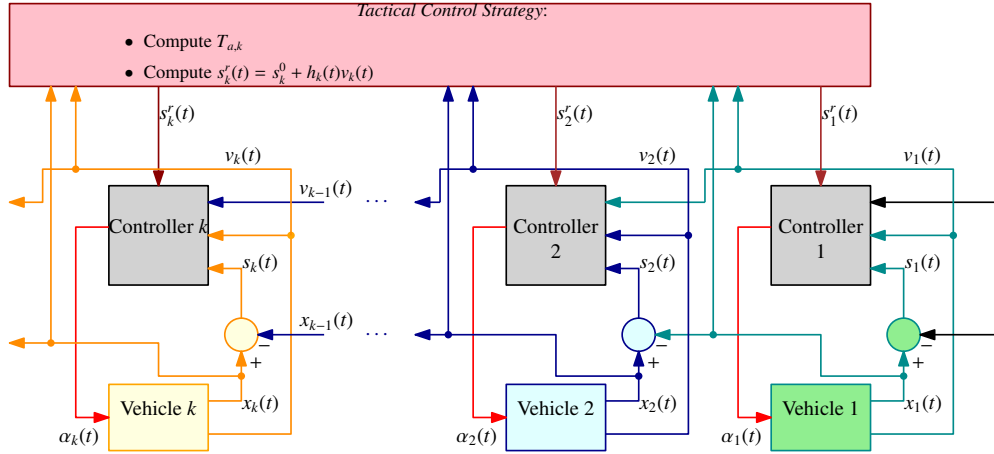 Tactical Control Strategy:
• Compute T_{a,k}
• Compute s_k^r(t) = s_k^0 + h_k(t)v_k(t)
s_k^r(t) s_2^r(t) s_1^r(t)
v_k(t) v_2(t) v_1(t)
v_{k−1}(t) ··· 
Controller k Controller Controller
2 1
s_k(t) s_2(t) s_1(t)
x_{k−1}(t) ···
− − −
+ + +
Vehicle k Vehicle 2 Vehicle 1
x_k(t) x_2(t) x_1(t)
α_k(t) α_2(t) α_1(t)